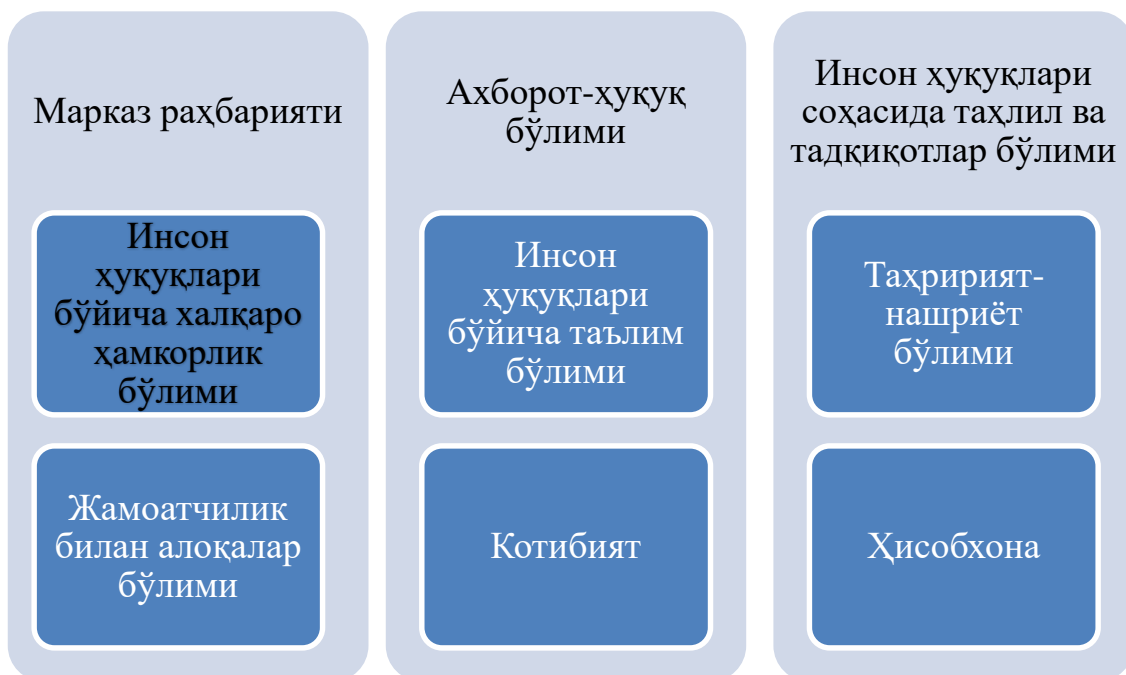 Марказ раҳбарияти
Инсон
ҳуқуқлари
бўйича халқаро
ҳамкорлик
бўлими
Жамоатчилик
билан алоқалар
бўлими
Ахборот-ҳуқуқ
бўлими
Инсон
ҳуқуқлари
бўйича таълим
бўлими
Котибият
Инсон ҳуқуқлари
соҳасида таҳлил ва
тадқиқотлар бўлими
Таҳририят-
нашриёт
бўлими
Ҳисобхона